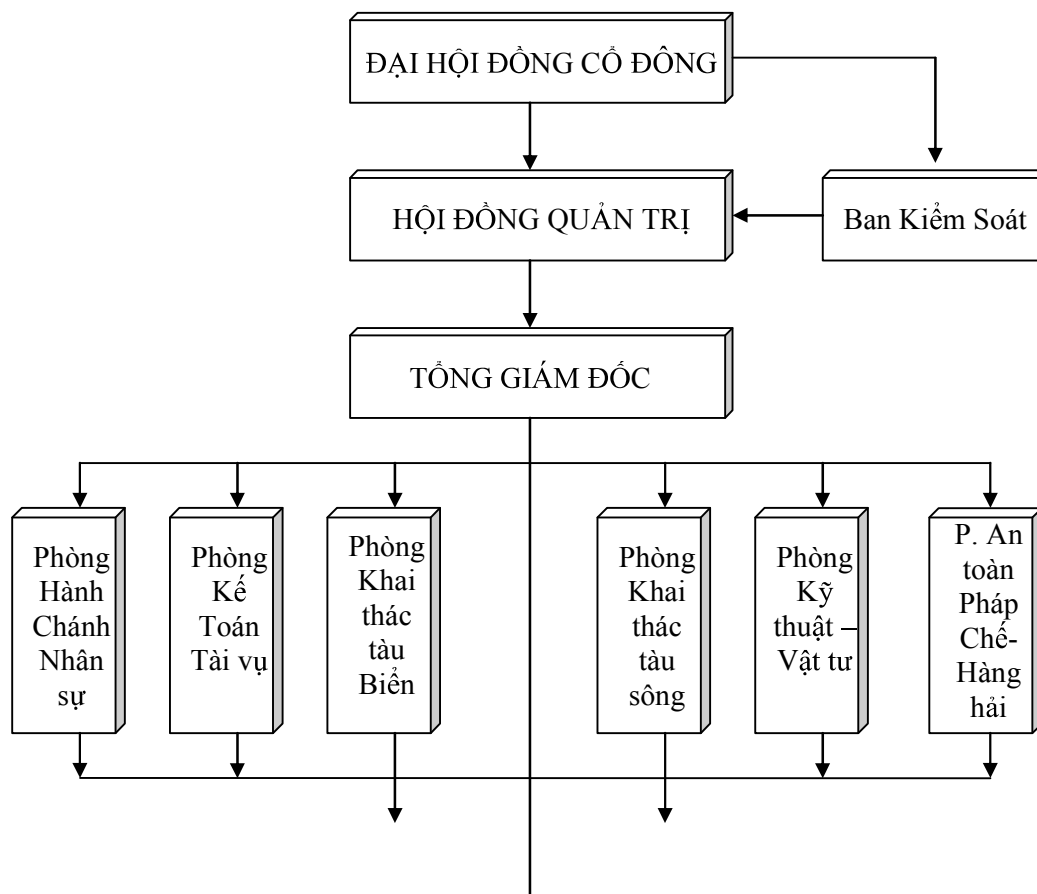 ĐẠI HỘI ĐỒNG CỔ ĐÔNG
HỘI ĐỒNG QUẢN TRỊ
Ban Kiểm Soát
TỔNG GIÁM ĐỐC
Phòng
Hành
Chánh
Nhân
sự
Phòng
Kế
Toán
Tài vụ
Phòng
Khai
thác
tàu
Biển
Phòng
Khai
thác
tàu
sông
Phòng
Kỹ
thuật –
Vật tư
P. An
toàn
Pháp
Chế-
Hàng
hải